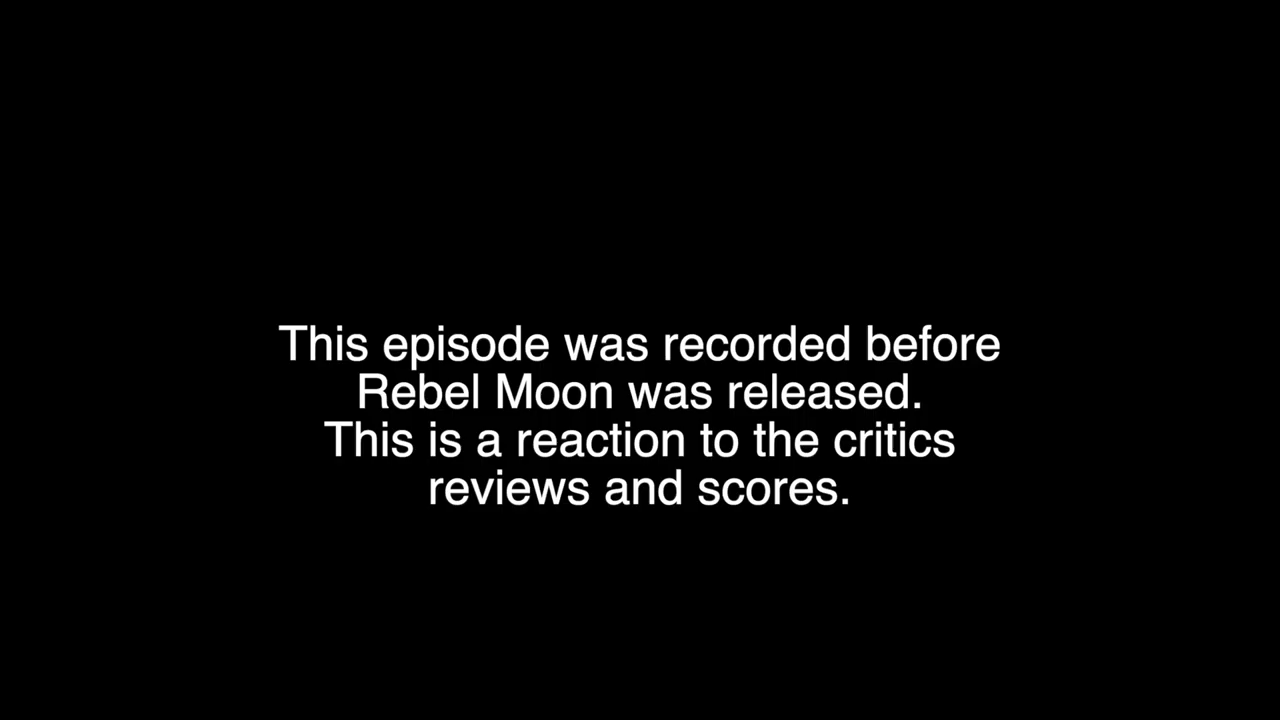 This episode was recorded before
Rebel Moon was released.
This is a reaction to the critics
reviews and scores.